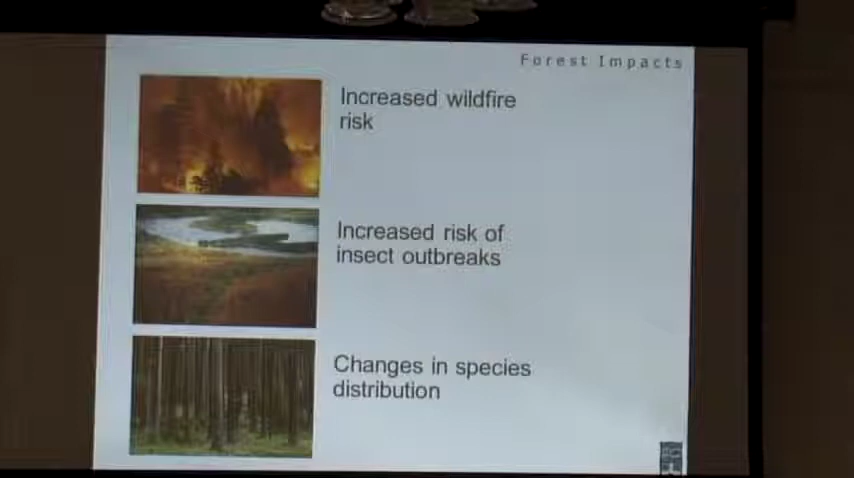 Forest Impacts
Increased wildfire
risk
Increased risk of
insect outbreaks
Changes in species
distribution